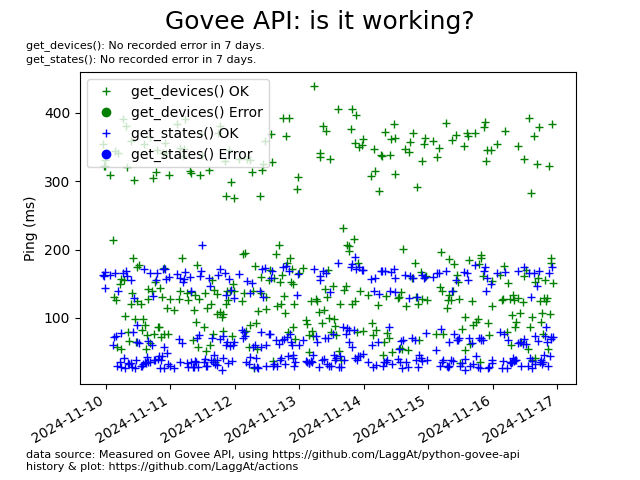 Govee API: is it working?
get_devices(): No recorded error in 7 days.
get_states(): No recorded error in 7 days.
get_devices() OK
get_devices() Error
get_states() OK
get_states() Error
Ping (ms)
400
300
200
100
2024-11-10
2024-11-11
2024-11-12
2024-11-13
2024-11-14
2024-11-15
2024-11-16
2024-11-17
data source: Measured on Govee API, using https://github.com/LaggAt/python-govee-api
history & plot: https://github.com/LaggAt/actions